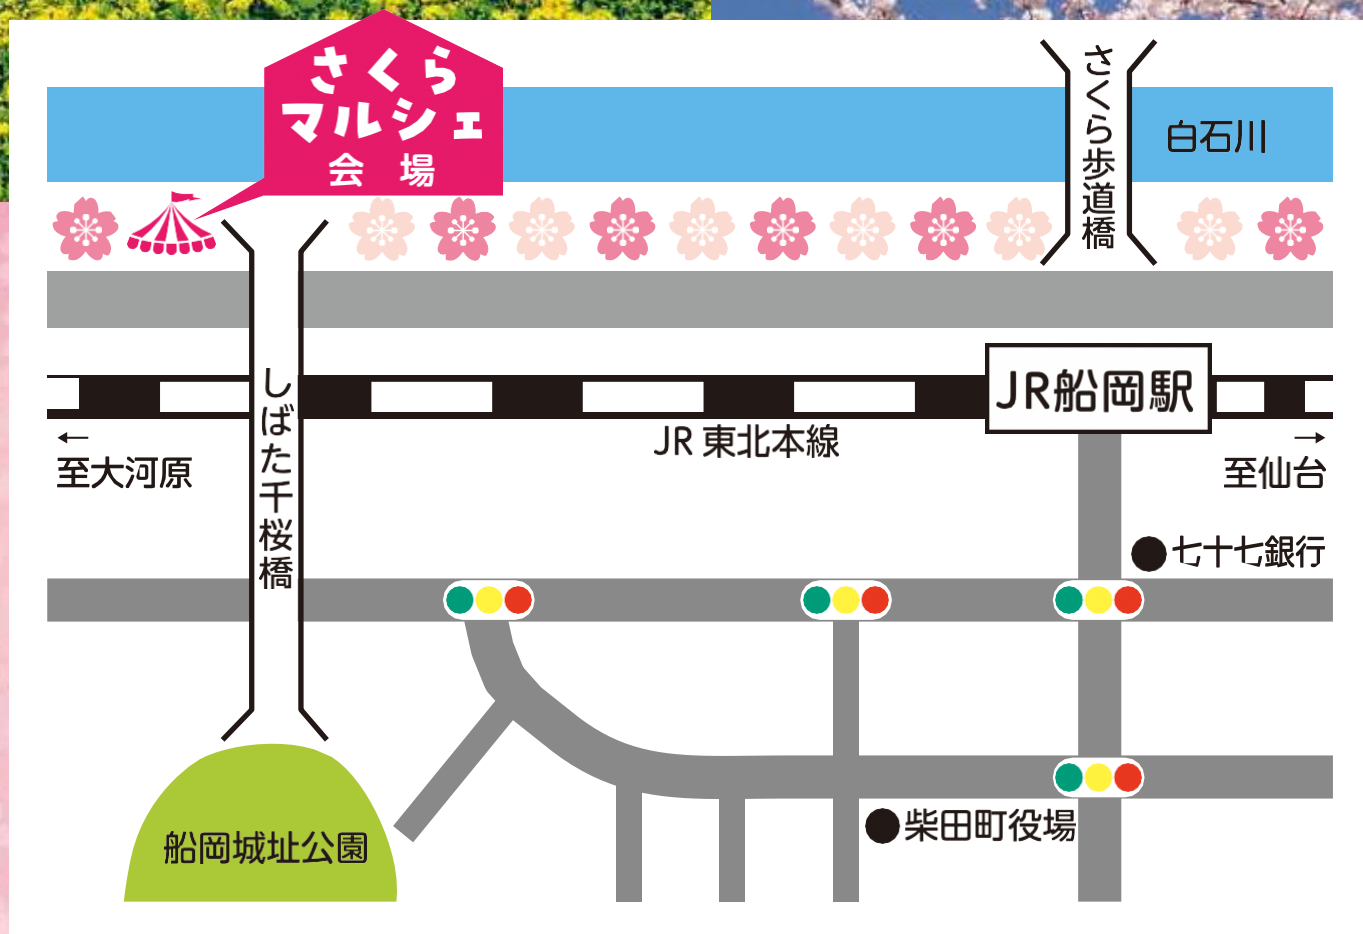 さくら
マルシェ
会場
さくら歩道橋
白石川
しばた千桜橋
JR船岡駅
←
至大河原
JR 東北本線
→
至仙台
七十七銀行
船岡城址公園
柴田町役場